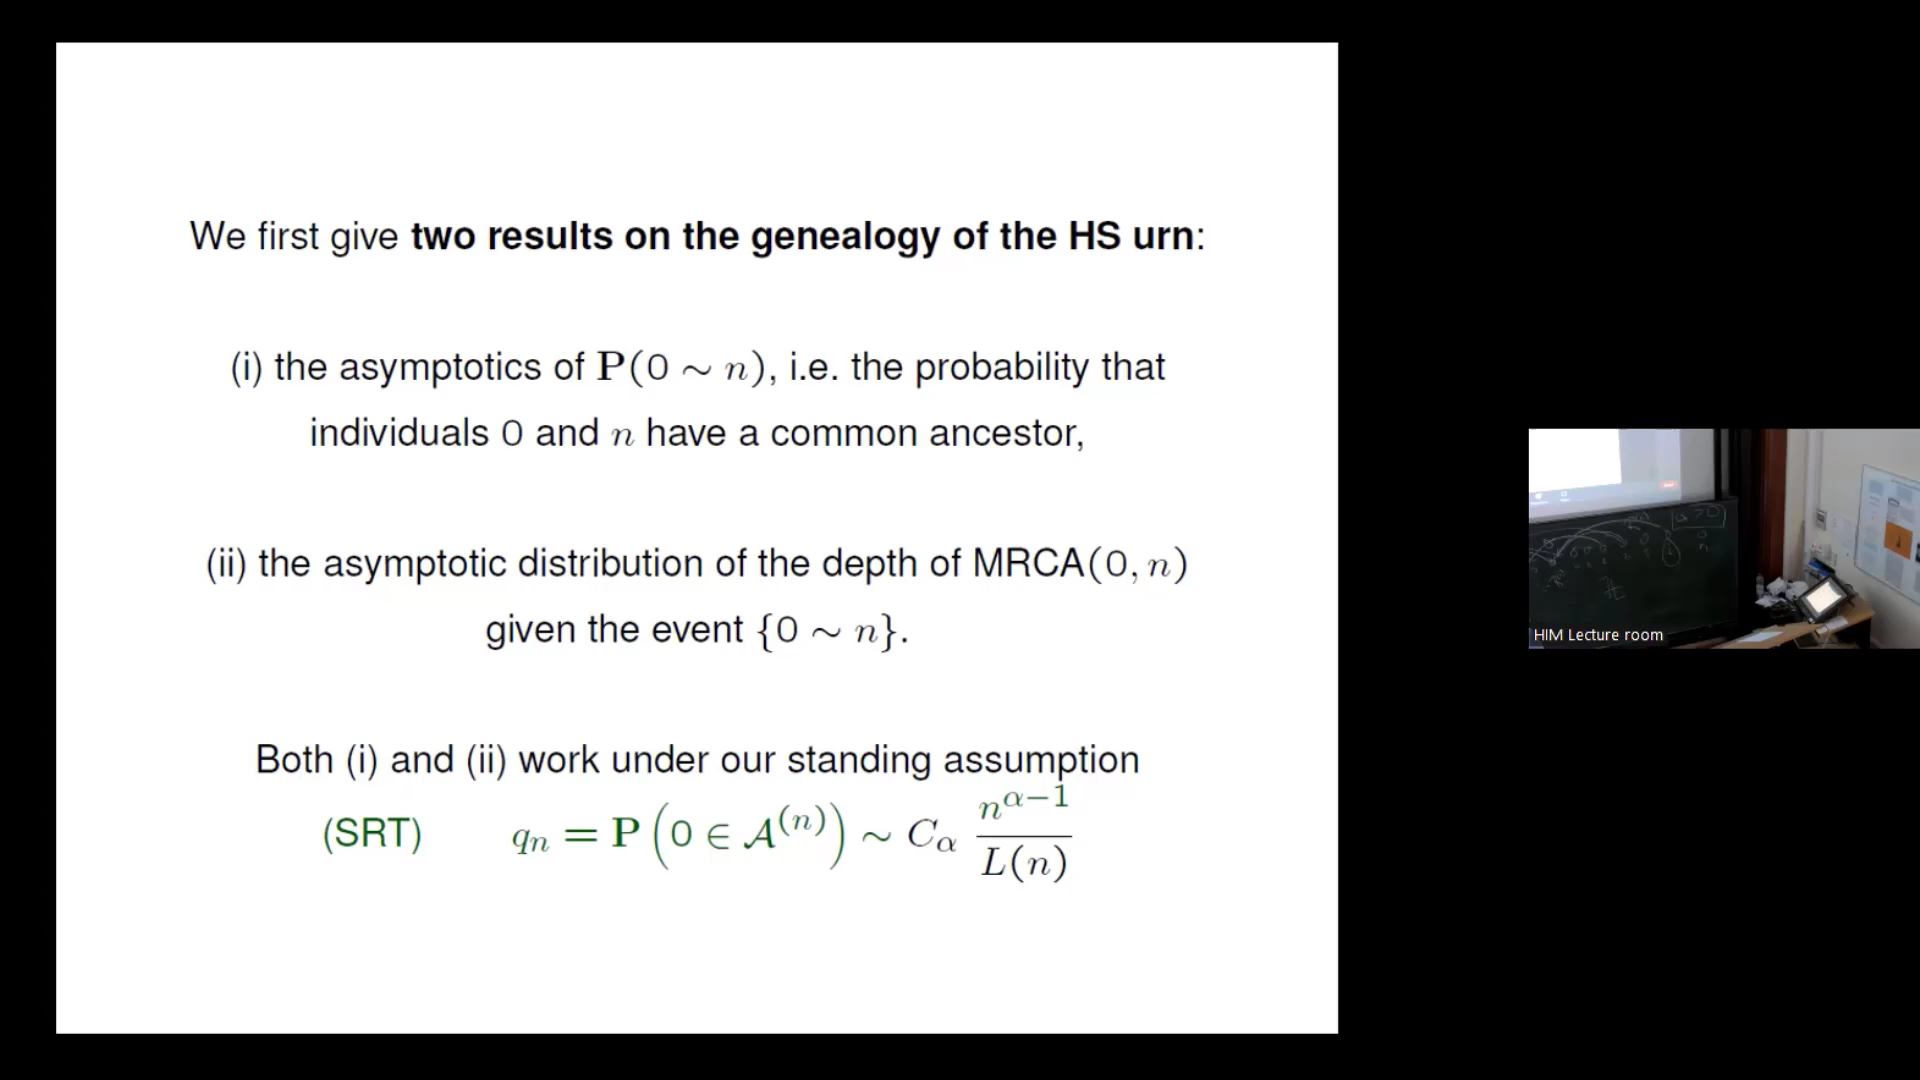 We first give two results on the genealogy of the HS urn:
(i) the asymptotics of P(0 ∼ n), i.e. the probability that
individuals 0 and n have a common ancestor,
(ii) the asymptotic distribution of the depth of MRCA(0, n)
given the event {0 ∼ n}.
Both (i) and (ii) work under our standing assumption
(SRT) qₙ = P(0 ∈ 𝒜⁽ⁿ⁾) ∼ C_α n^{α−1} / L(n)
HIM Lecture room